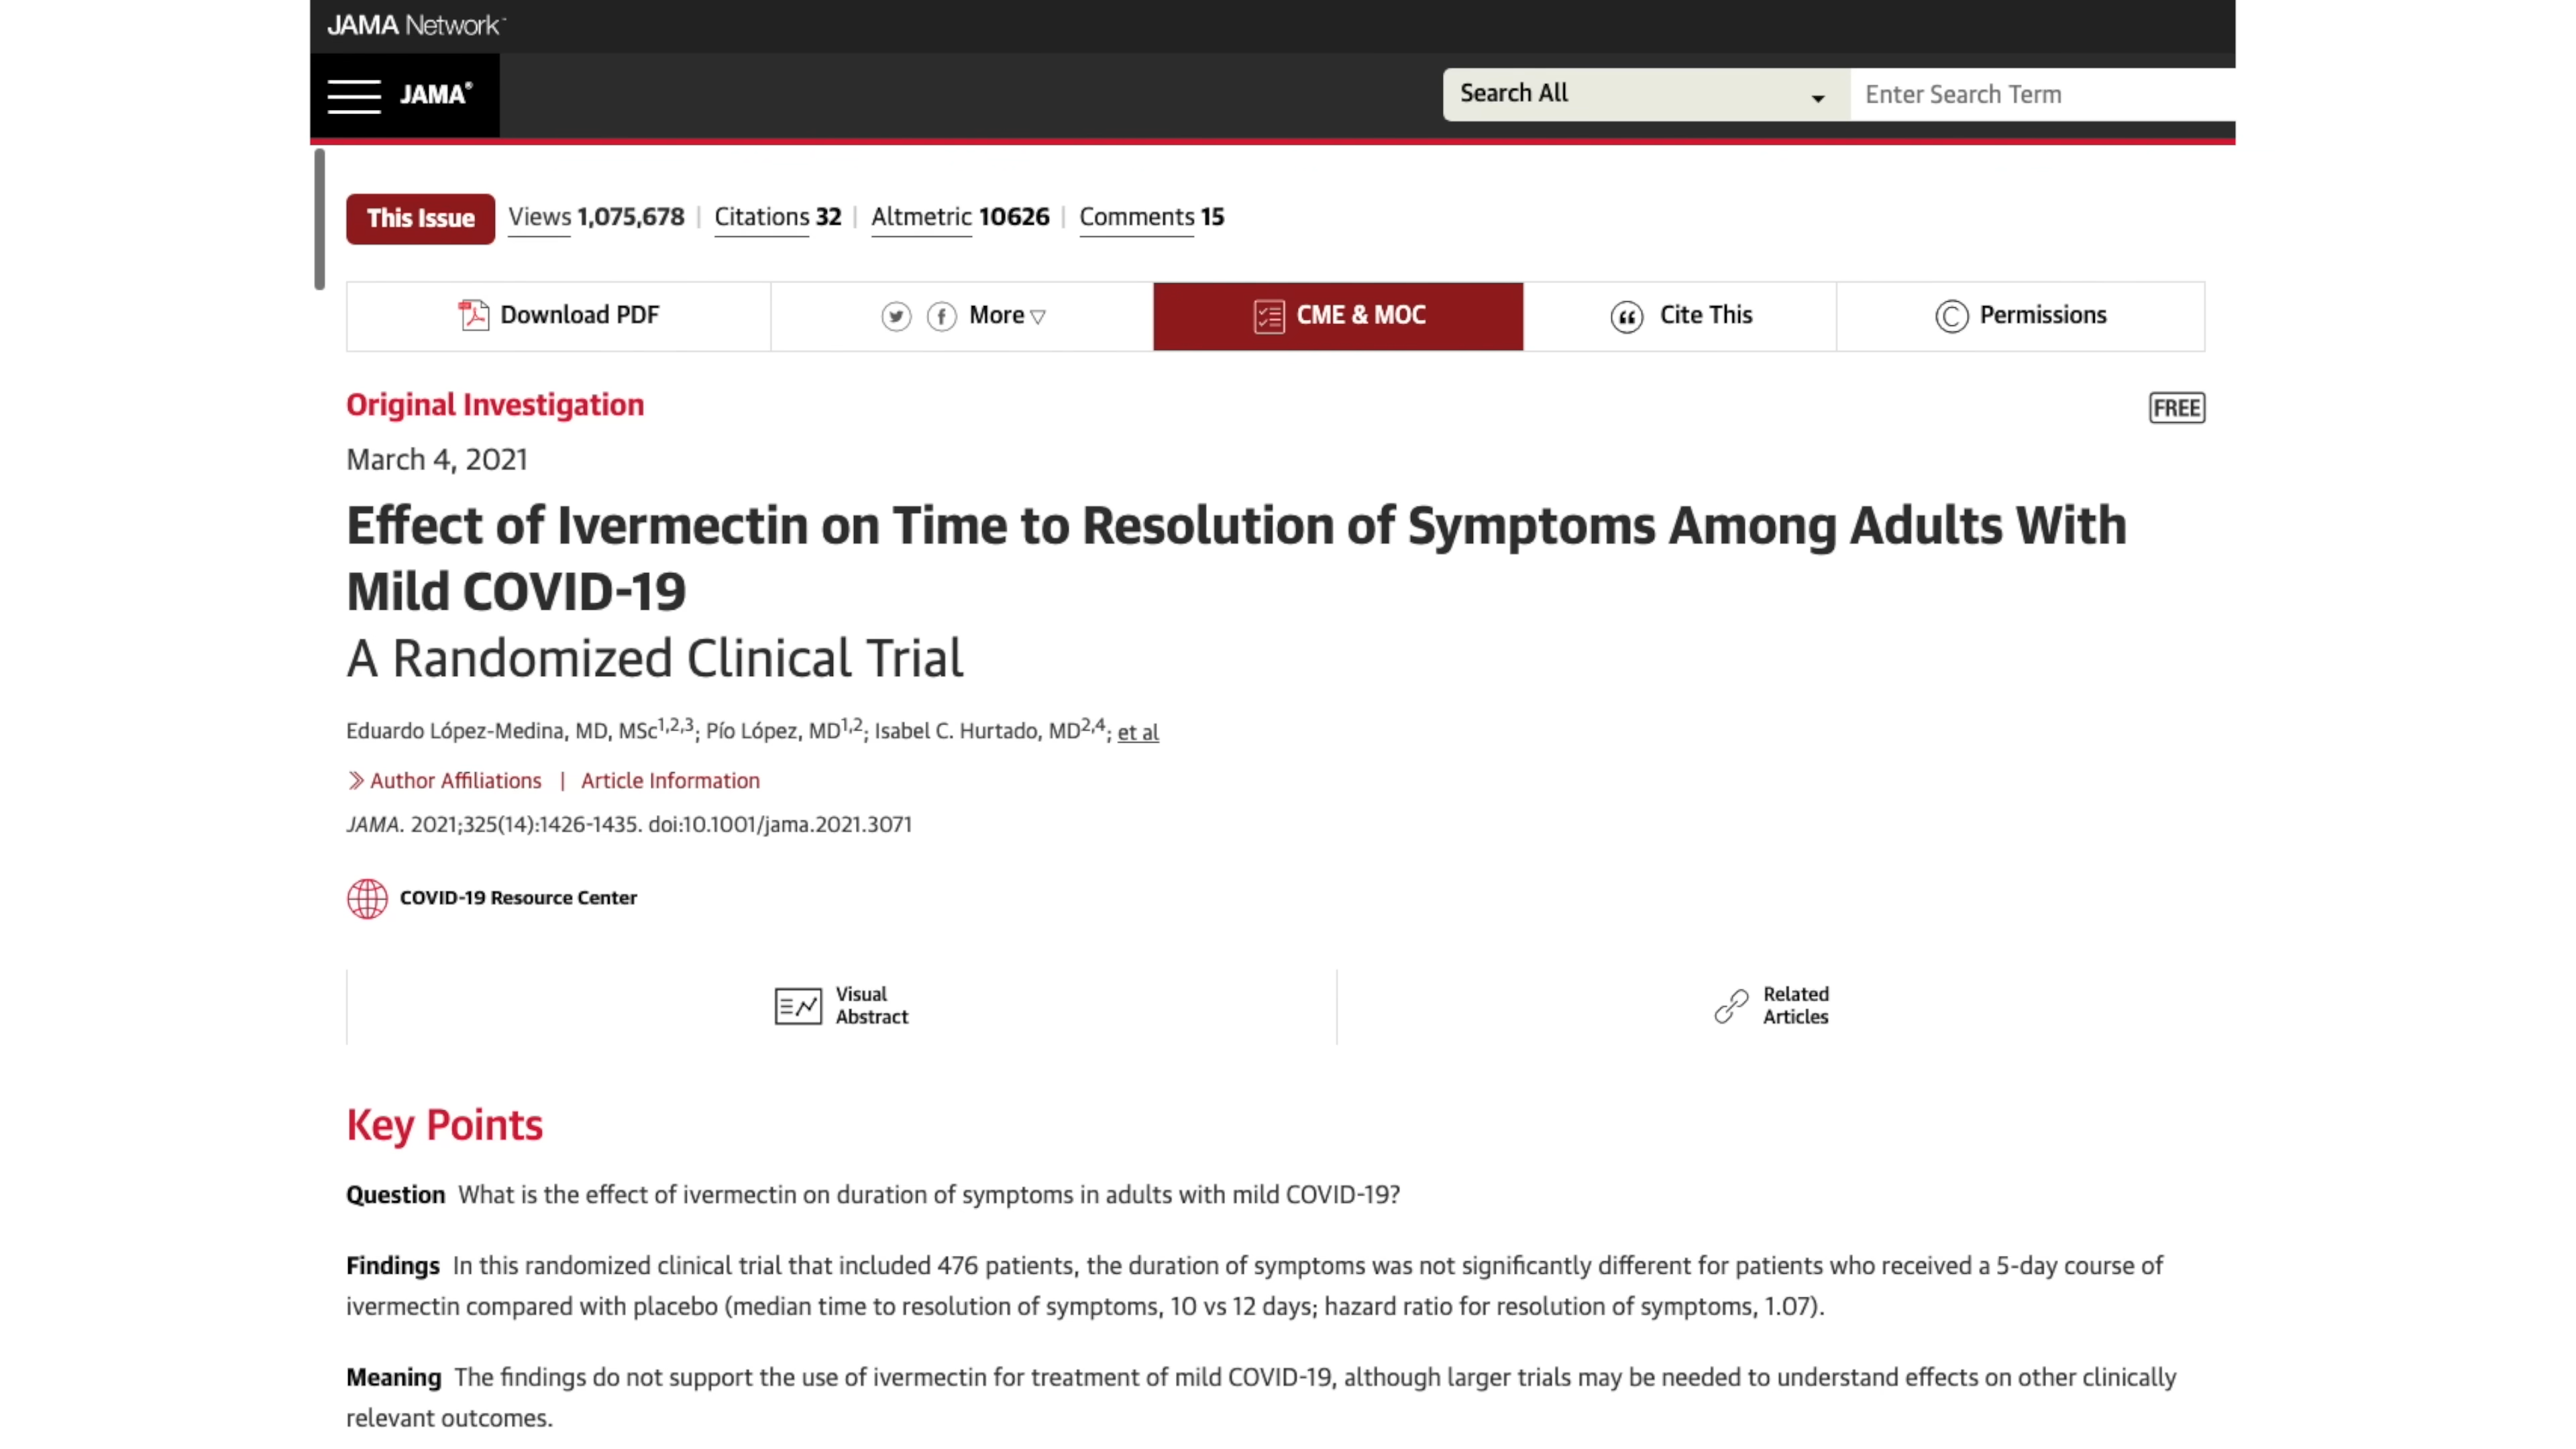 JAMA Network™
JAMA®
Search All
Enter Search Term
This Issue Views 1,075,678 | Citations 32 | Altmetric 10626 | Comments 15
Download PDF
f More
CME & MOC
Cite This
© Permissions
Original Investigation
FREE
March 4, 2021
Effect of Ivermectin on Time to Resolution of Symptoms Among Adults With
Mild COVID-19
A Randomized Clinical Trial
Eduardo López-Medina, MD, MSc1,2,3; Pío López, MD1,2; Isabel C. Hurtado, MD2,4; et al
Author Affiliations | Article Information
JAMA. 2021;325(14):1426-1435. doi:10.1001/jama.2021.3071
COVID-19 Resource Center
Visual
Abstract
Related
Articles
Key Points
Question What is the effect of ivermectin on duration of symptoms in adults with mild COVID-19?
Findings In this randomized clinical trial that included 476 patients, the duration of symptoms was not significantly different for patients who received a 5-day course of
ivermectin compared with placebo (median time to resolution of symptoms, 10 vs 12 days; hazard ratio for resolution of symptoms, 1.07).
Meaning The findings do not support the use of ivermectin for treatment of mild COVID-19, although larger trials may be needed to understand effects on other clinically
relevant outcomes.